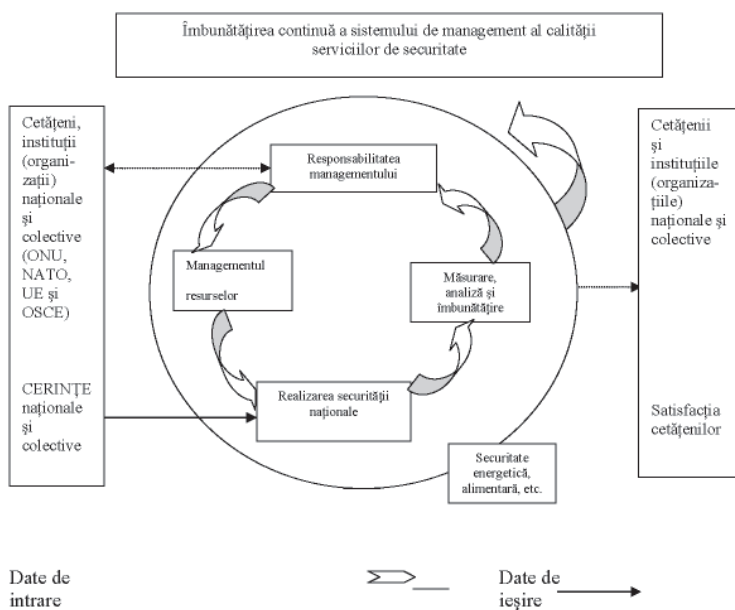 Îmbunătăţirea continuă a sistemului de management al calităţii
serviciilor de securitate
Cetăţeni,
instituţii
(organi-
zaţii)
naţionale
şi
colective
(ONU,
NATO,
UE şi
OSCE)
CERINŢE
naţionale
şi
colective
Responsabilitatea
managementului
Managementul
resurselor
Măsurare,
analiză şi
îmbunătăţire
Realizarea securităţii
naţionale
Securitate
energetică,
alimentară, etc.
Cetăţenii
şi
instituţiile
(organiza-
ţiile)
naţionale şi
colective
Satisfacţia
cetăţenilor
Date de
intrare
Date de
ieşire